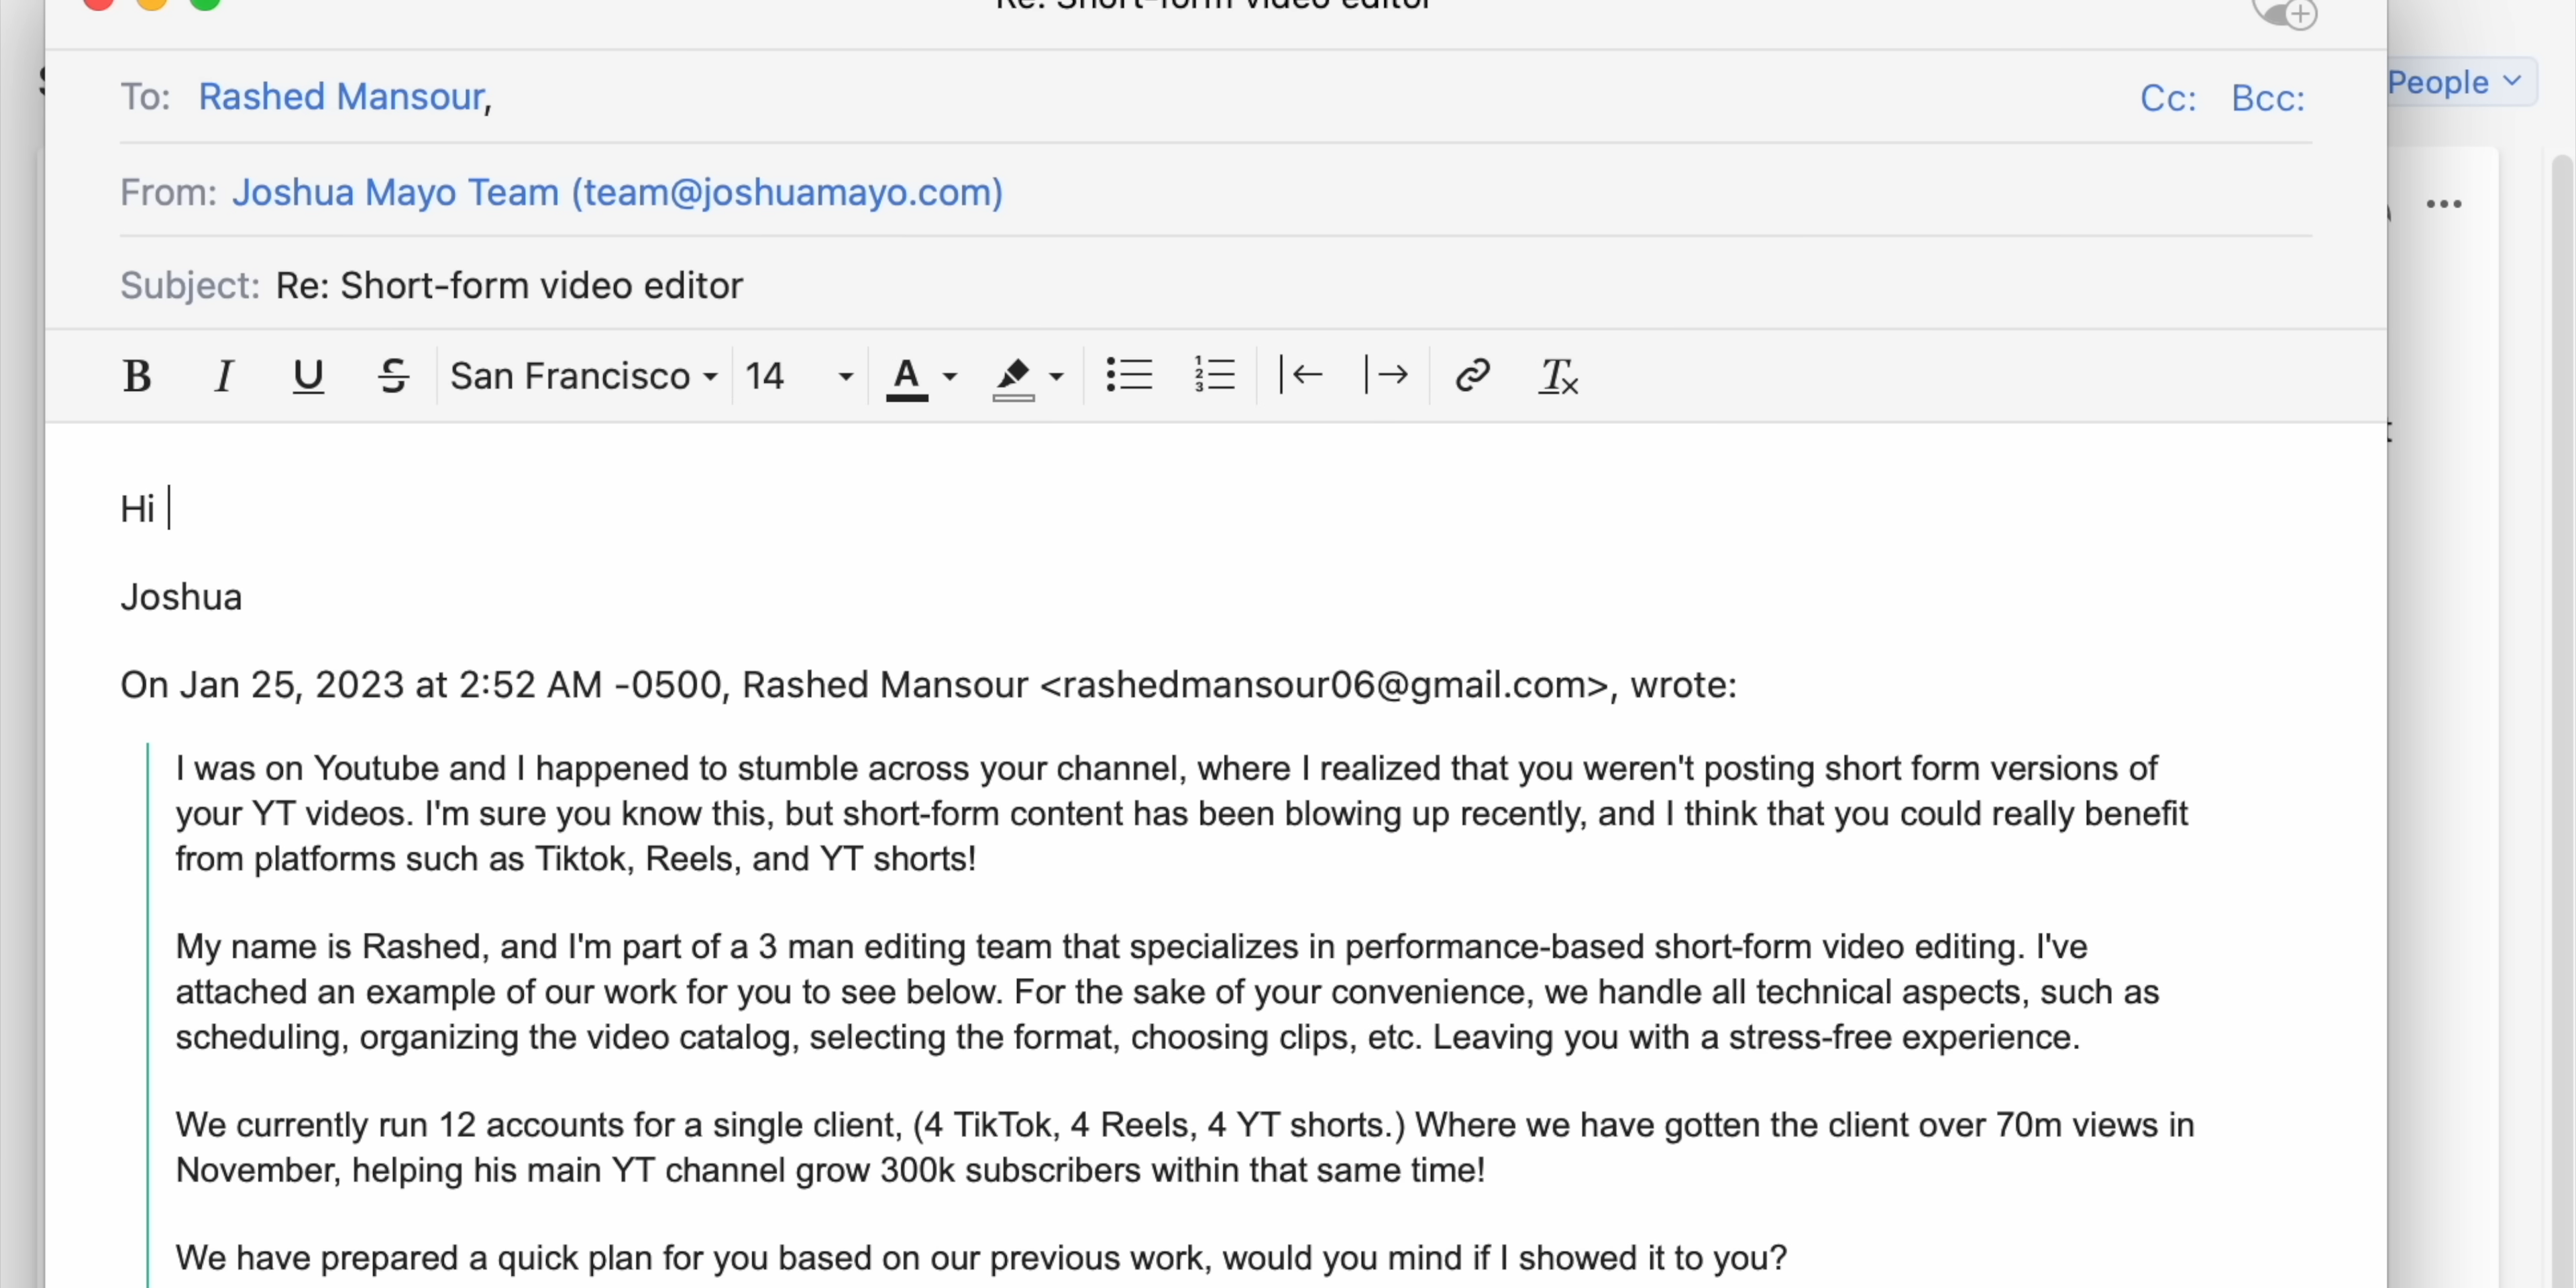 Re: Short-form video editor
People
To: Rashed Mansour,
Cc: Bcc:
From: Joshua Mayo Team (team@joshuamayo.com)
Subject: Re: Short-form video editor
B I U S San Francisco 14 A
Hi
Joshua
On Jan 25, 2023 at 2:52 AM -0500, Rashed Mansour <rashedmansour06@gmail.com>, wrote:
I was on Youtube and I happened to stumble across your channel, where I realized that you weren't posting short form versions of
your YT videos. I'm sure you know this, but short-form content has been blowing up recently, and I think that you could really benefit
from platforms such as Tiktok, Reels, and YT shorts!
My name is Rashed, and I'm part of a 3 man editing team that specializes in performance-based short-form video editing. I've
attached an example of our work for you to see below. For the sake of your convenience, we handle all technical aspects, such as
scheduling, organizing the video catalog, selecting the format, choosing clips, etc. Leaving you with a stress-free experience.
We currently run 12 accounts for a single client, (4 TikTok, 4 Reels, 4 YT shorts.) Where we have gotten the client over 70m views in
November, helping his main YT channel grow 300k subscribers within that same time!
We have prepared a quick plan for you based on our previous work, would you mind if I showed it to you?